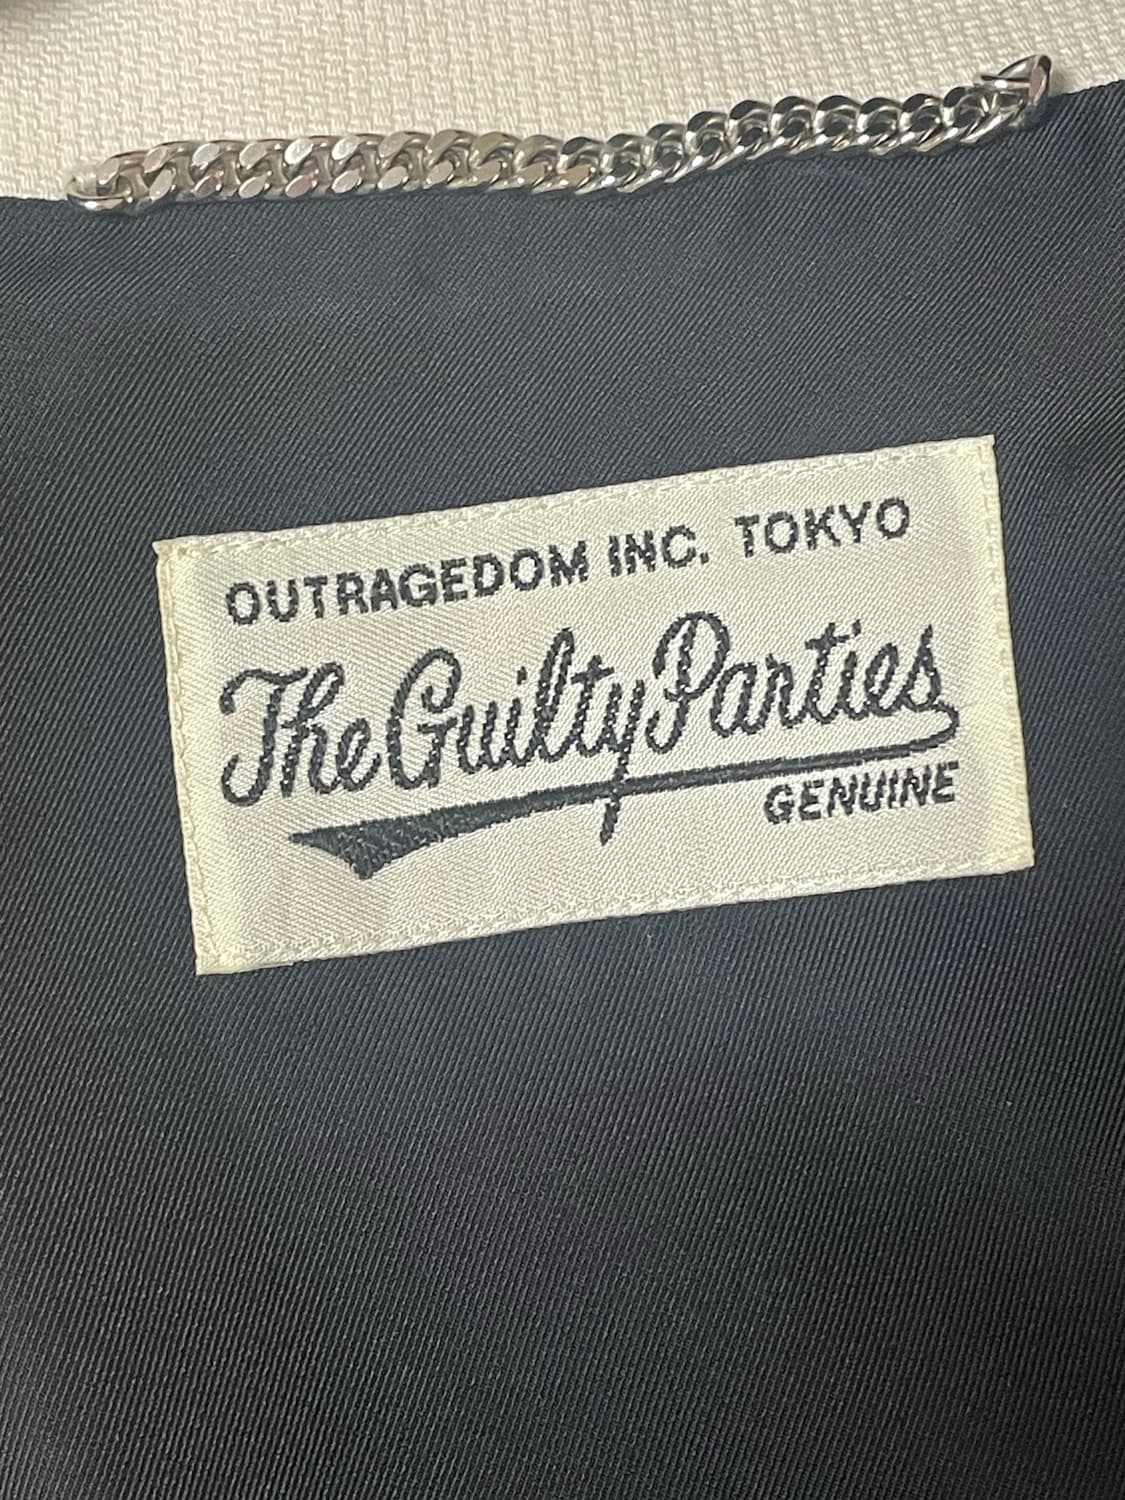 OUTRAGEDOM INC. TOKYO
The Guilty Parties
GENUINE